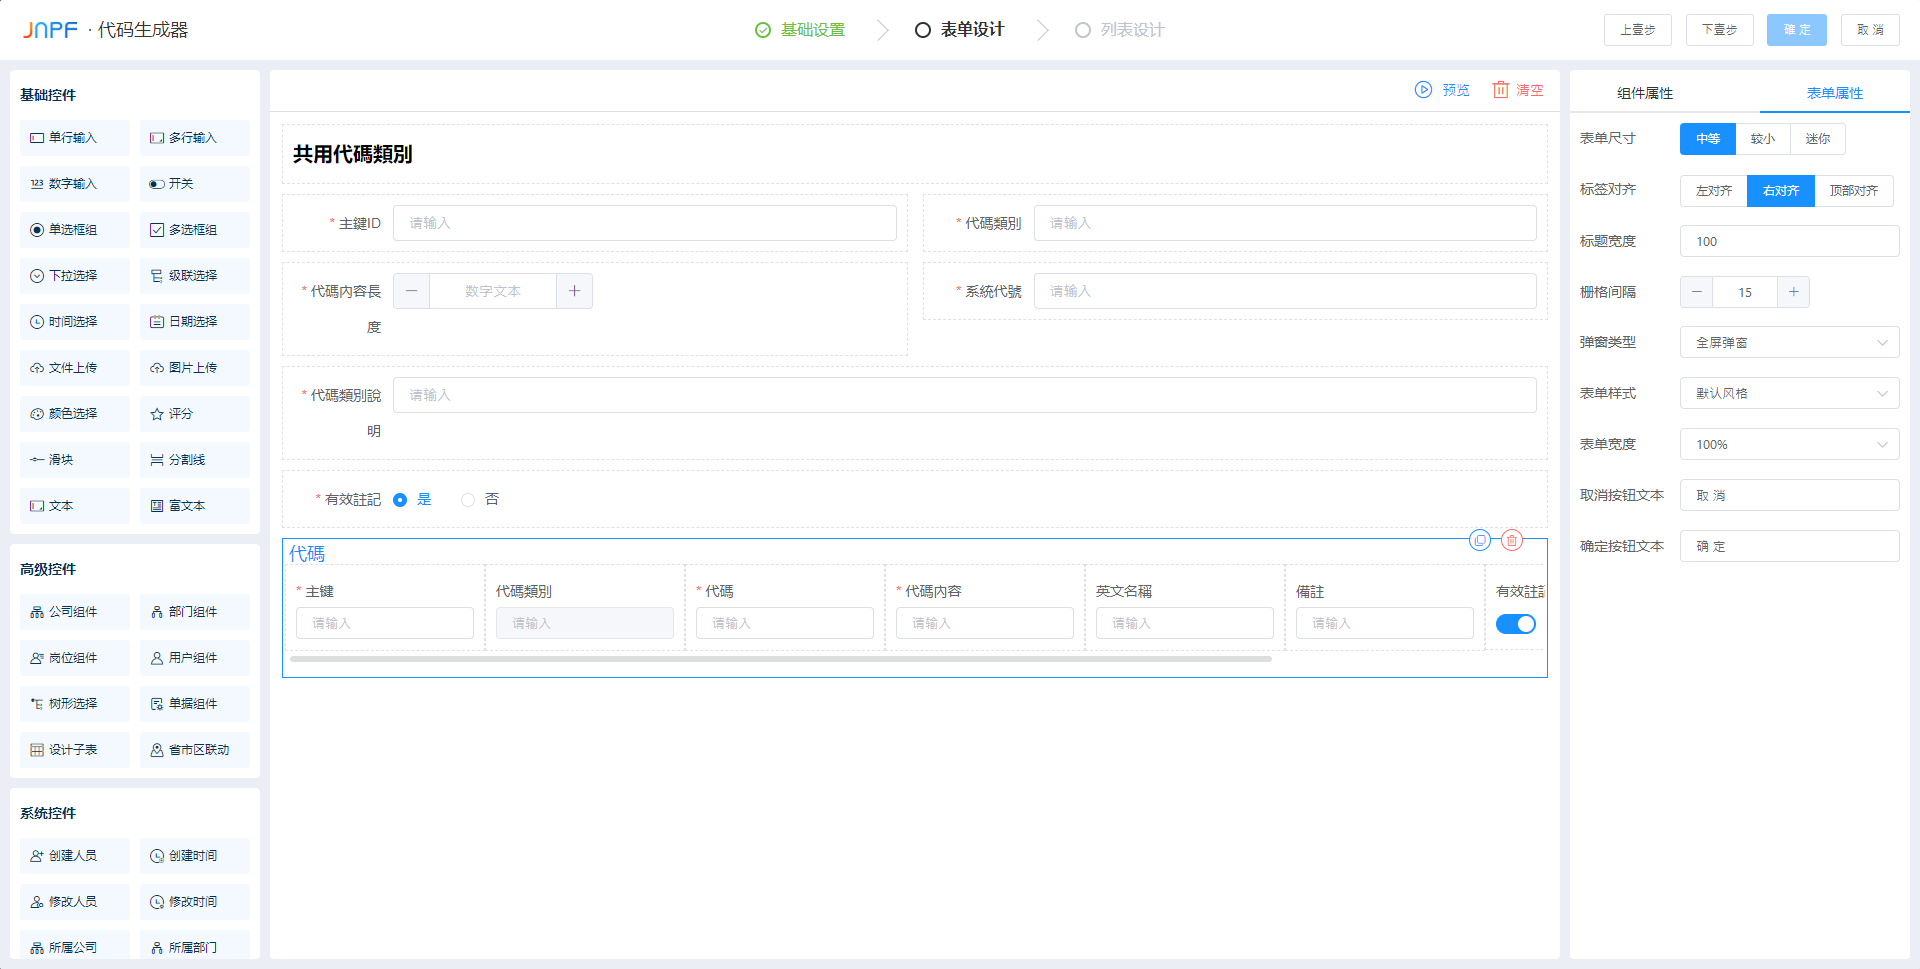 JNPF · 代码生成器
基础设置
表单设计
列表设计
上壹步
下壹步
確 定
取 消
基础控件
单行输入
多行输入
123 数字输入
开关
单选框组
多选框组
下拉选择
级联选择
时间选择
日期选择
文件上传
图片上传
颜色选择
评分
滑块
分割线
文本
富文本
高级控件
公司组件
部门组件
岗位组件
用户组件
树形选择
单据组件
设计子表
省市区联动
系统控件
创建人员
创建时间
修改人员
修改时间
所属公司
所属部门
预览
清空
共用代碼類別
* 主鍵ID
请输入
* 代碼類別
请输入
* 代碼內容長
度
数字文本
* 系統代號
请输入
* 代碼類別說
明
请输入
* 有效註記
是
否
代碼
* 主键
代碼類別
* 代碼
* 代碼內容
英文名稱
備註
有效註記
请输入
请输入
请输入
请输入
请输入
请输入
组件属性
表单属性
表单尺寸
中等
较小
迷你
标签对齐
左对齐
右对齐
顶部对齐
标题宽度
100
栅格间隔
15
弹窗类型
全屏弹窗
表单样式
默认风格
表单宽度
100%
取消按钮文本
取 消
确定按钮文本
确 定